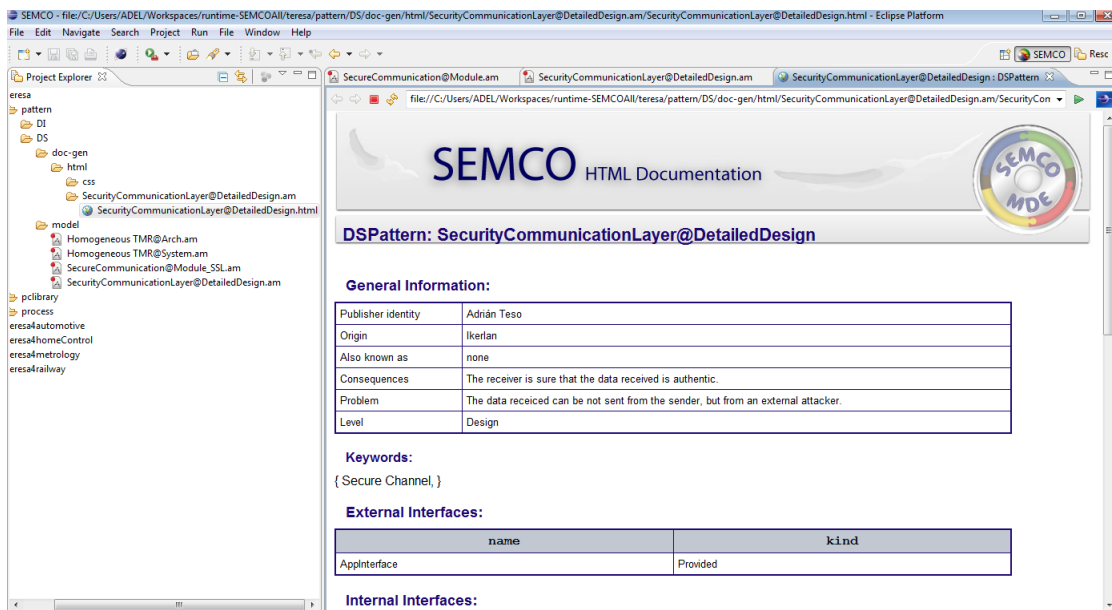 SEMCO - file:/C:/Users/ADEL/Workspaces/runtime-SEMCOAll/teresa/pattern/DS/doc-gen/html/SecurityCommunicationLayer@DetailedDesign.am/SecurityCommunicationLayer@DetailedDesign.html - Eclipse Platform
File Edit Navigate Search Project Run File Window Help
SEMCO Resc
Project Explorer
SecureCommunication@Module.am SecurityCommunicationLayer@DetailedDesign.am SecurityCommunicationLayer@DetailedDesign : DSPattern
file://C:/Users/ADEL/Workspaces/runtime-SEMCOAll/teresa/pattern/DS/doc-gen/html/SecurityCommunicationLayer@DetailedDesign.am/SecurityCon
eresa
pattern
DI
DS
doc-gen
html
css
SecurityCommunicationLayer@DetailedDesign.am
SecurityCommunicationLayer@DetailedDesign.html
model
Homogeneous TMR@Arch.am
Homogeneous TMR@System.am
SecureCommunication@Module_SSL.am
SecurityCommunicationLayer@DetailedDesign.am
pclibrary
process
eresa4automotive
eresa4homeControl
eresa4metrology
eresa4railway
SEMCO HTML Documentation
SEMCO
MDE
DSPattern: SecurityCommunicationLayer@DetailedDesign
General Information:
Publisher identity Adrián Teso
Origin Ikerlan
Also known as none
Consequences The receiver is sure that the data received is authentic.
Problem The data receiced can be not sent from the sender, but from an external attacker.
Level Design
Keywords:
{ Secure Channel, }
External Interfaces:
name kind
AppInterface Provided
Internal Interfaces: